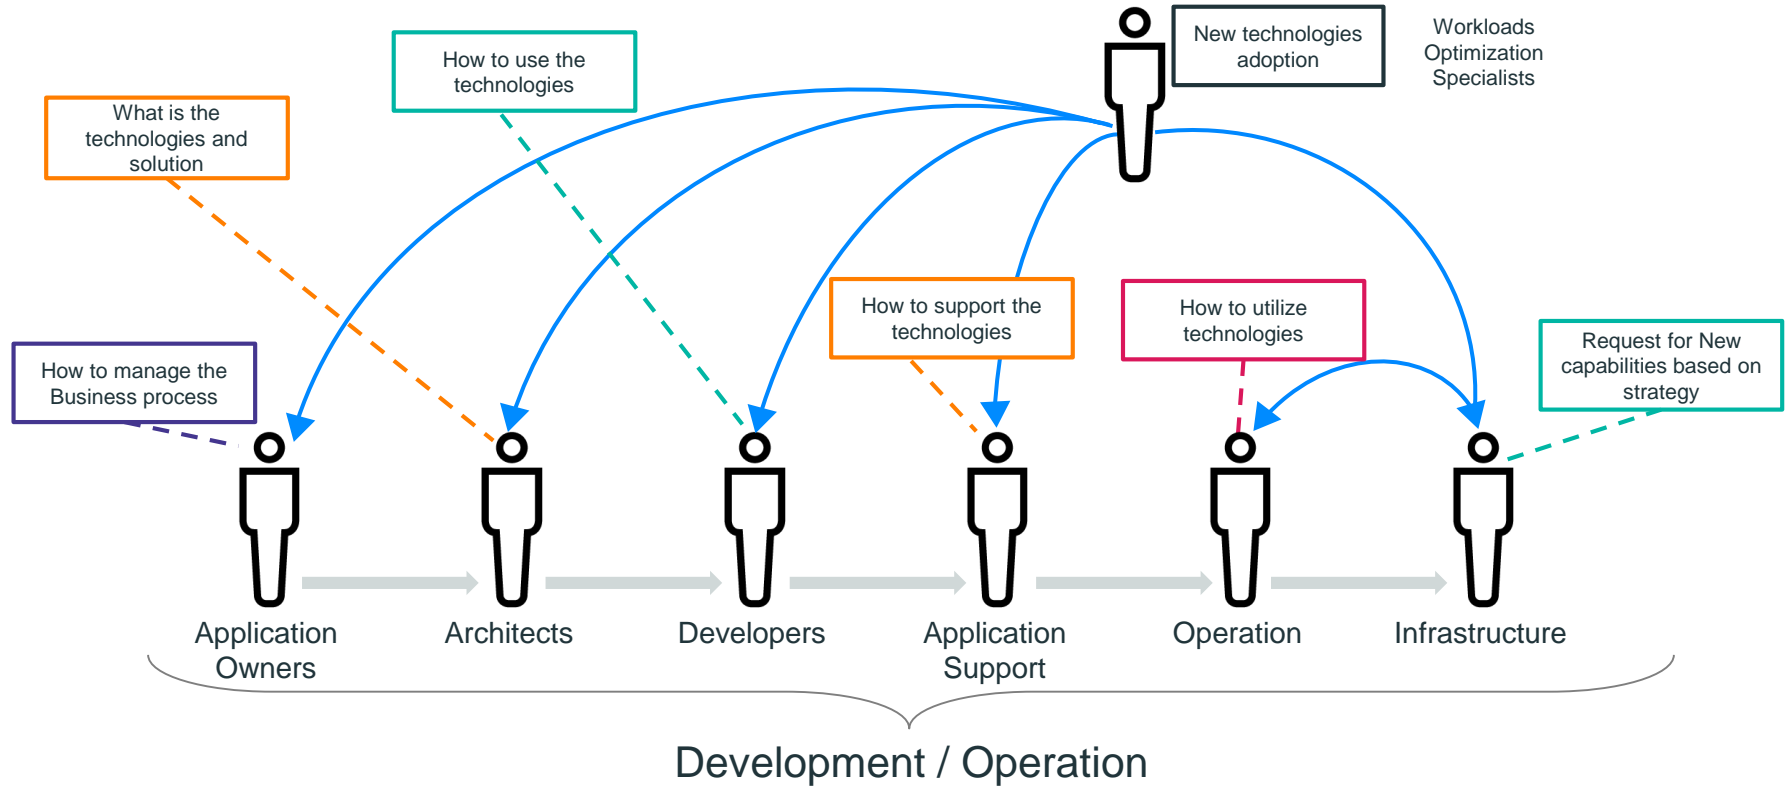 New technologies
adoption
Workloads
Optimization
Specialists
How to use the
technologies
What is the
technologies and
solution
How to support the
technologies
How to utilize
technologies
Request for New
capabilities based on
strategy
How to manage the
Business process
Application
Owners
Architects
Developers
Application
Support
Operation
Infrastructure
Development / Operation